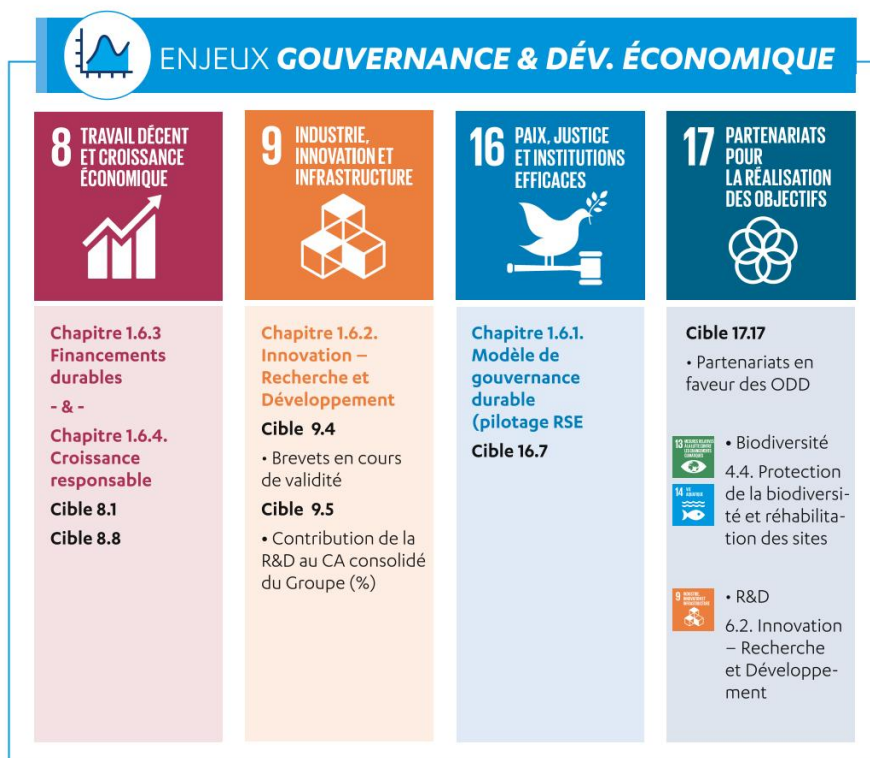 ENJEUX GOUVERNANCE & DÉV. ÉCONOMIQUE
8 TRAVAIL DÉCENT
ET CROISSANCE
ÉCONOMIQUE
Chapitre 1.6.3
Financements
durables
- & -
Chapitre 1.6.4.
Croissance
responsable
Cible 8.1
Cible 8.8
9 INDUSTRIE,
INNOVATION ET
INFRASTRUCTURE
Chapitre 1.6.2.
Innovation –
Recherche et
Développement
Cible 9.4
• Brevets en cours
de validité
Cible 9.5
• Contribution de la
R&D au CA consolidé
du Groupe (%)
16 PAIX, JUSTICE
ET INSTITUTIONS
EFFICACES
Chapitre 1.6.1.
Modèle de
gouvernance
durable
(pilotage RSE
Cible 16.7
17 PARTENARIATS
POUR
LA RÉALISATION
DES OBJECTIFS
Cible 17.17
• Partenariats en
faveur des ODD
13
14 VIE
AQUATIQUE
• Biodiversité
4.4. Protection
de la biodiversi-
té et réhabilita-
tion des sites
9 INDUSTRIE,
INNOVATION ET
INFRASTRUCTURE
• R&D
6.2. Innovation
– Recherche
et Développe-
ment